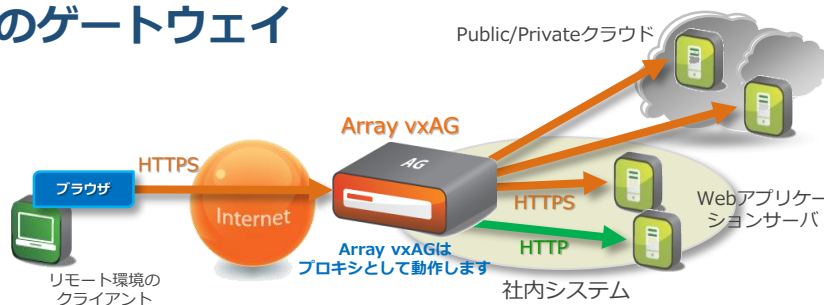 のゲートウェイ
Public/Privateクラウド
Array vxAG
AG
HTTPS
ブラウザ
Internet
HTTPS
HTTP
Webアプリケー
ションサーバ
Array vxAGは
プロキシとして動作します
リモート環境の
クライアント
社内システム